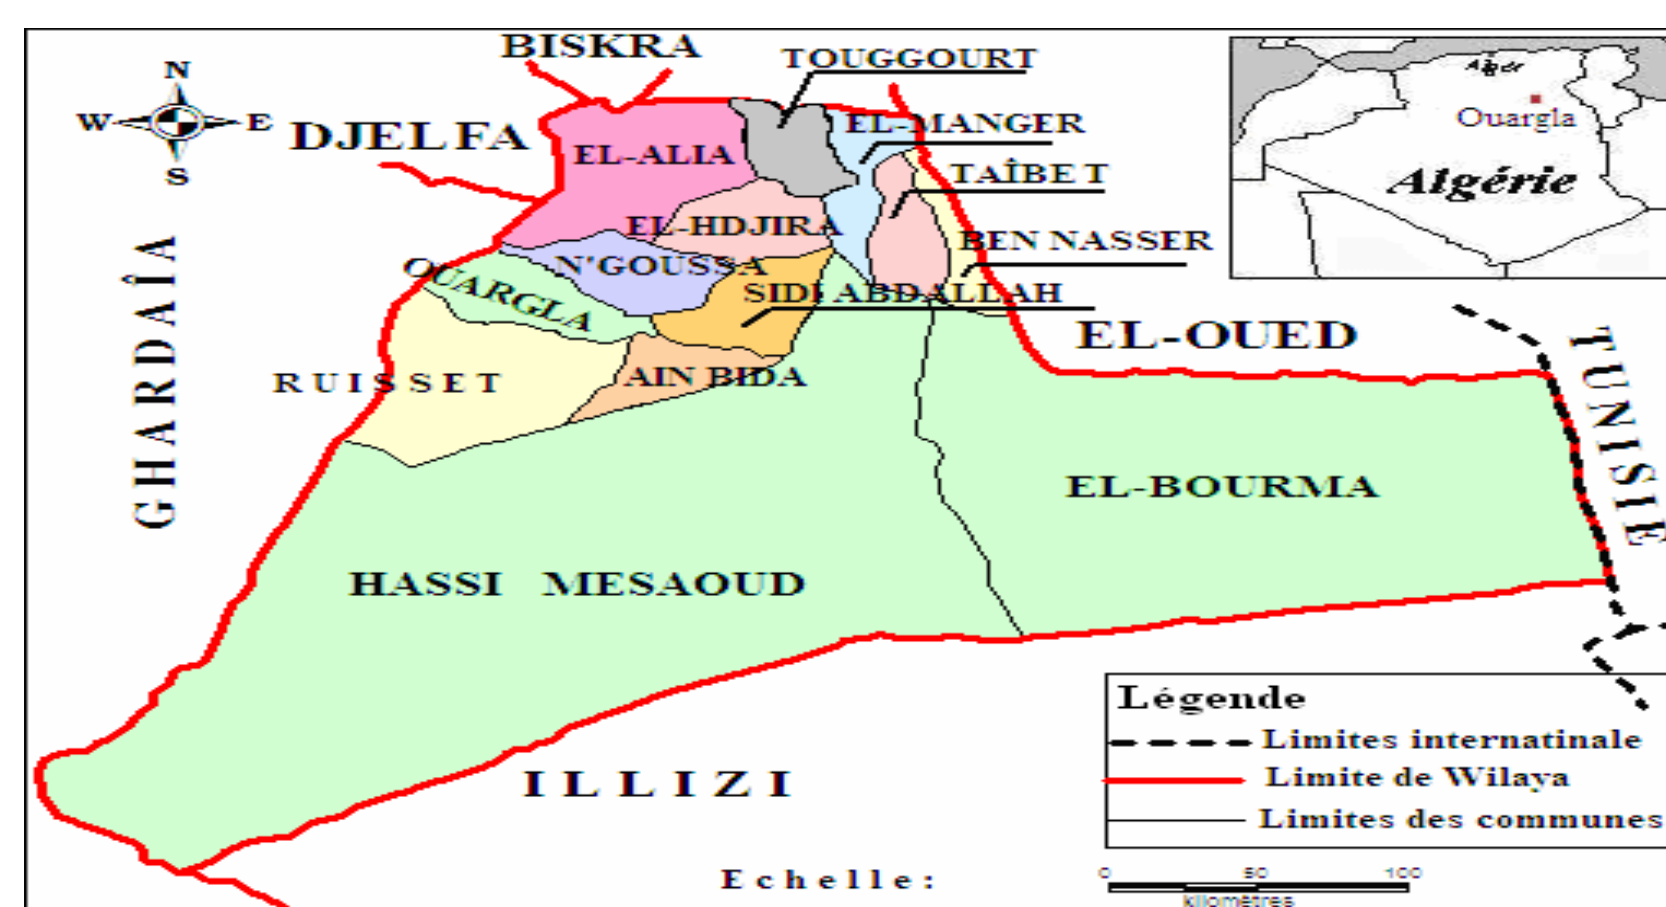 BISKRA
TOUGGOURT
N
W E
S
DJELFA
EL-MANGER
EL-ALIA
TAÎBET
EL-HDJIRA
BEN NASSER
N'GOUSSA
OUARGLA
SIDI ABDALLAH
GHARDAÎA
EL-OUED
RUISSET
AIN BIDA
TUNISIE
EL-BOURMA
HASSI MESAOUD
ILLIZI
Alger
Ouargla
Algérie
Légende
Limites internatinale
Limite de Wilaya
Limites des communes
Echelle:
0 50 100
kilomètres